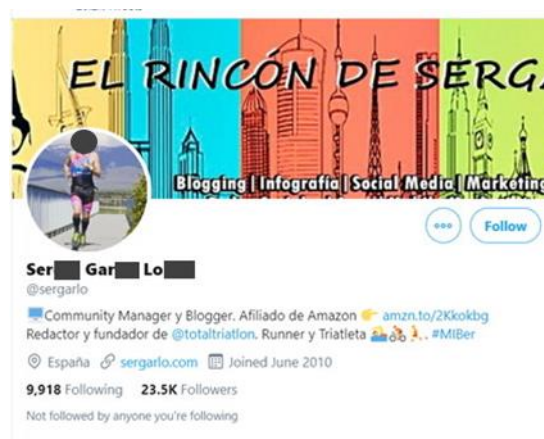 EL RINCÓN DE SERGA
Blogging | Infografía | Social Media | Marketing
Follow
Ser Gar Lo
@sergarlo
Community Manager y Blogger. Afiliado de Amazon amzn.to/2Kkokbg
Redactor y fundador de @totaltriatlon. Runner y Triatleta #MIBer
España sergarlo.com Joined June 2010
9,918 Following 23.5K Followers
Not followed by anyone you're following